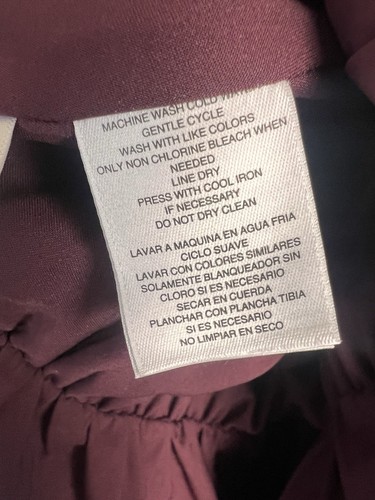 MACHINE WASH COLD
GENTLE CYCLE
WASH WITH LIKE COLORS
ONLY NON CHLORINE BLEACH WHEN
NEEDED
LINE DRY
PRESS WITH COOL IRON
IF NECESSARY
DO NOT DRY CLEAN
LAVAR A MAQUINA EN AGUA FRIA
CICLO SUAVE
LAVAR CON COLORES SIMILARES
SOLAMENTE BLANQUEADOR SIN
CLORO SI ES NECESARIO
SECAR EN CUERDA
PLANCHAR CON PLANCHA TIBIA
SI ES NECESARIO
NO LIMPIAR EN SECO